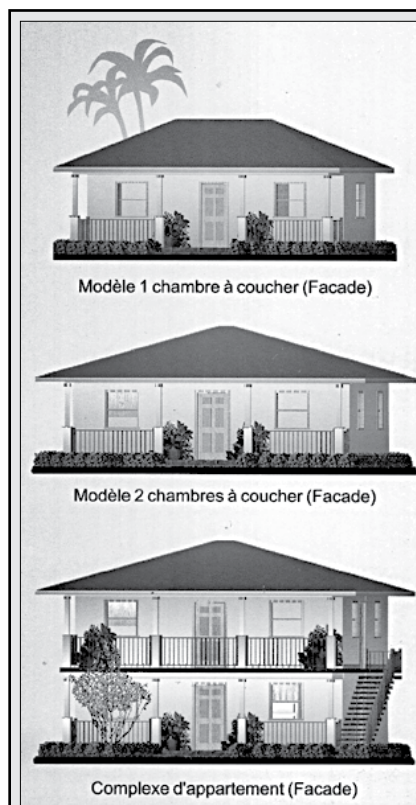 Modèle 1 chambre à coucher (Facade)
Modèle 2 chambres à coucher (Facade)
Complexe d'appartement (Facade)